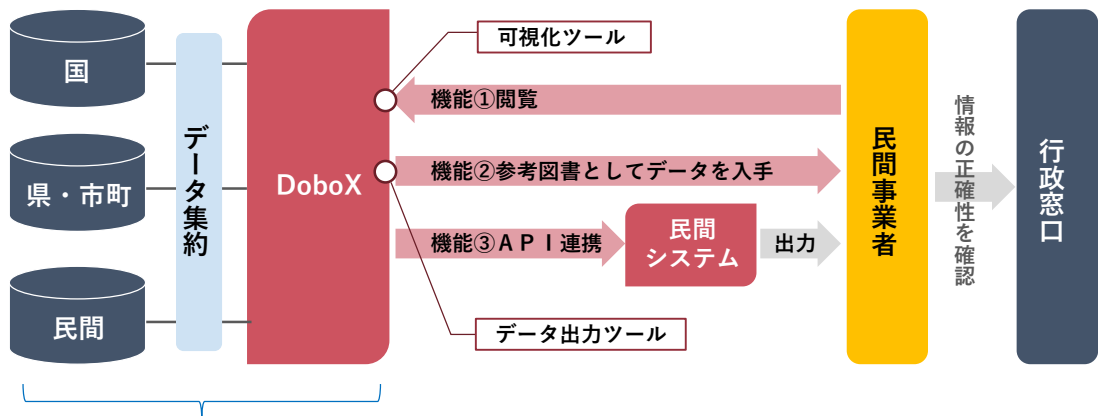 国
県・市町
民間
データ集約
DoboX
可視化ツール
機能①閲覧
機能②参考図書としてデータを入手
機能③ＡＰＩ連携
民間
システム
出力
データ出力ツール
民間事業者
情報の正確性を確認
行政窓口